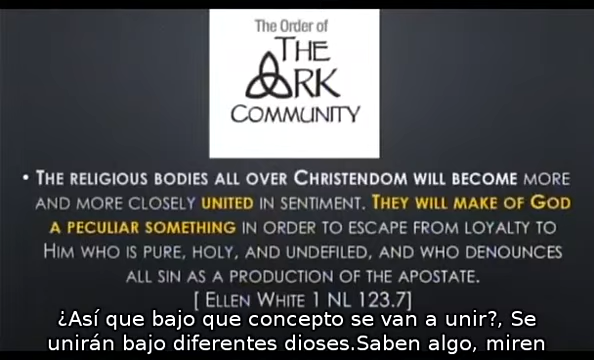 The Order of
THE
ARK
COMMUNITY
• THE RELIGIOUS BODIES ALL OVER CHRISTENDOM WILL BECOME MORE
AND MORE CLOSELY UNITED IN SENTIMENT. THEY WILL MAKE OF GOD
A PECULIAR SOMETHING IN ORDER TO ESCAPE FROM LOYALTY TO
HIM WHO IS PURE, HOLY, AND UNDEFILED, AND WHO DENOUNCES
ALL SIN AS A PRODUCTION OF THE APOSTATE.
[ ELLEN WHITE 1 NL 123.7]
¿Así que bajo que concepto se van a unir?, Se
unirán bajo diferentes dioses.Saben algo, miren